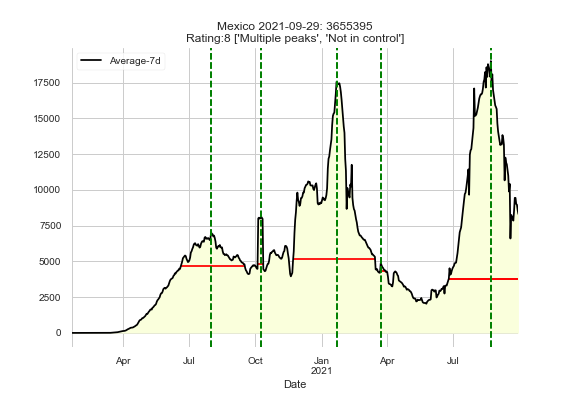 Mexico 2021-09-29: 3655395
Rating:8 ['Multiple peaks', 'Not in control']
Average-7d
17500
15000
12500
10000
7500
5000
2500
0
Apr Jul Oct Jan Apr Jul
2021
Date